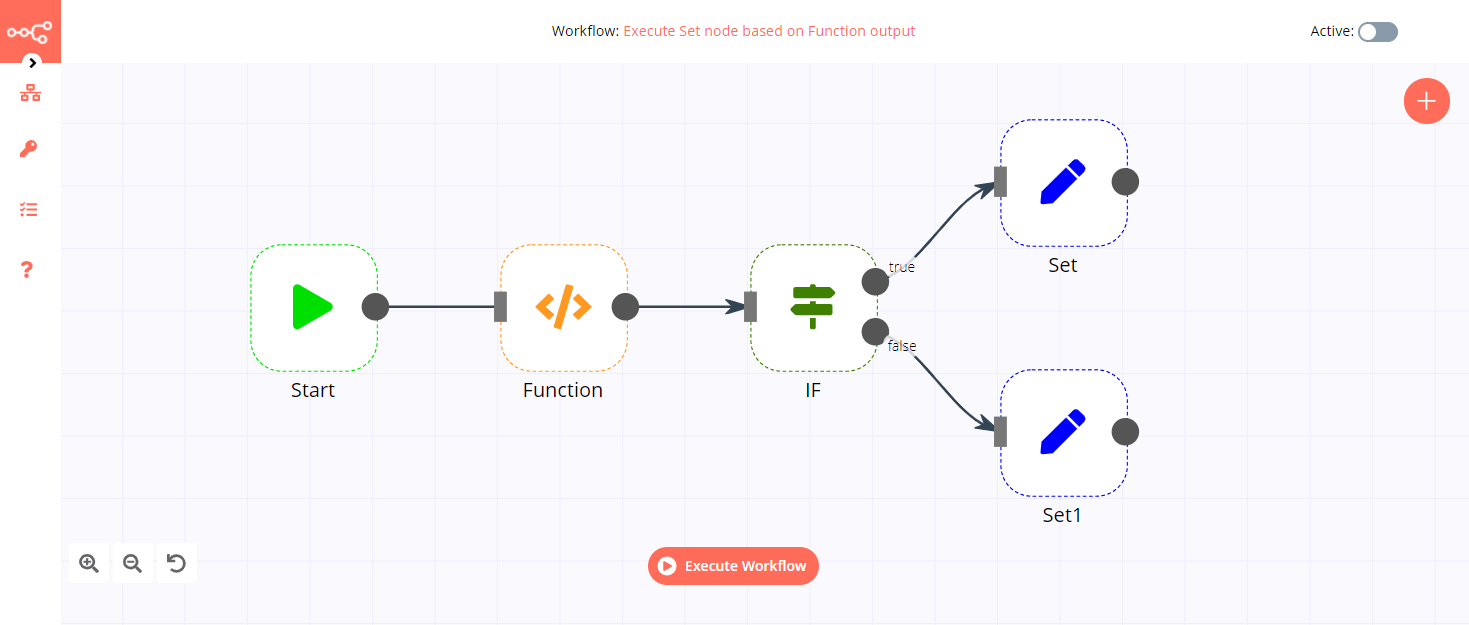 Workflow: Execute Set node based on Function output
Active:
Set
true
false
Start
Function
IF
Set1
Execute Workflow